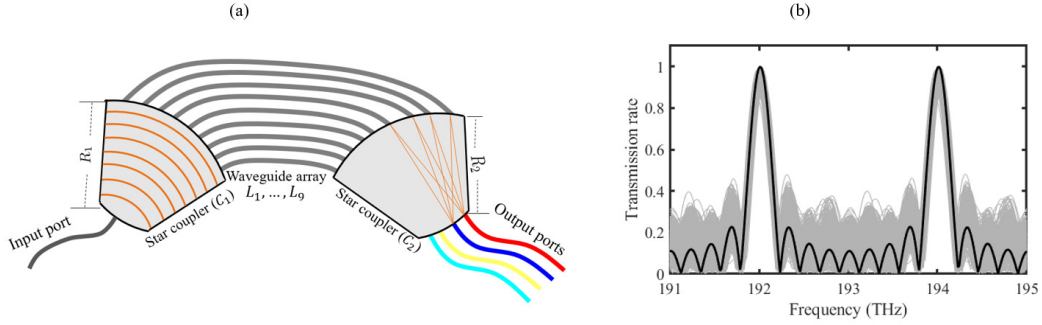 (a)
R₁
Input port
Star coupler (C₁)
Waveguide array
L₁, ..., L₉
Star coupler (C₂)
R₂
Output ports
(b)
Transmission rate
1
0.8
0.6
0.4
0.2
0
191
192
193
194
195
Frequency (THz)